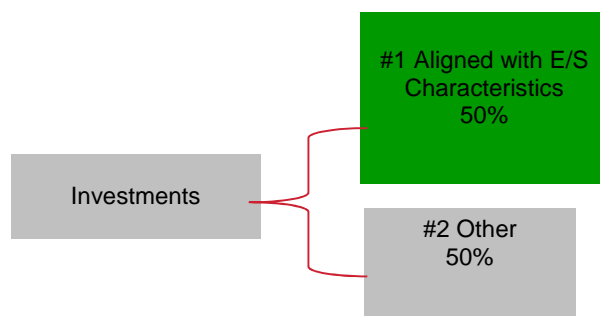 #1 Aligned with E/S
Characteristics
50%
Investments
#2 Other
50%